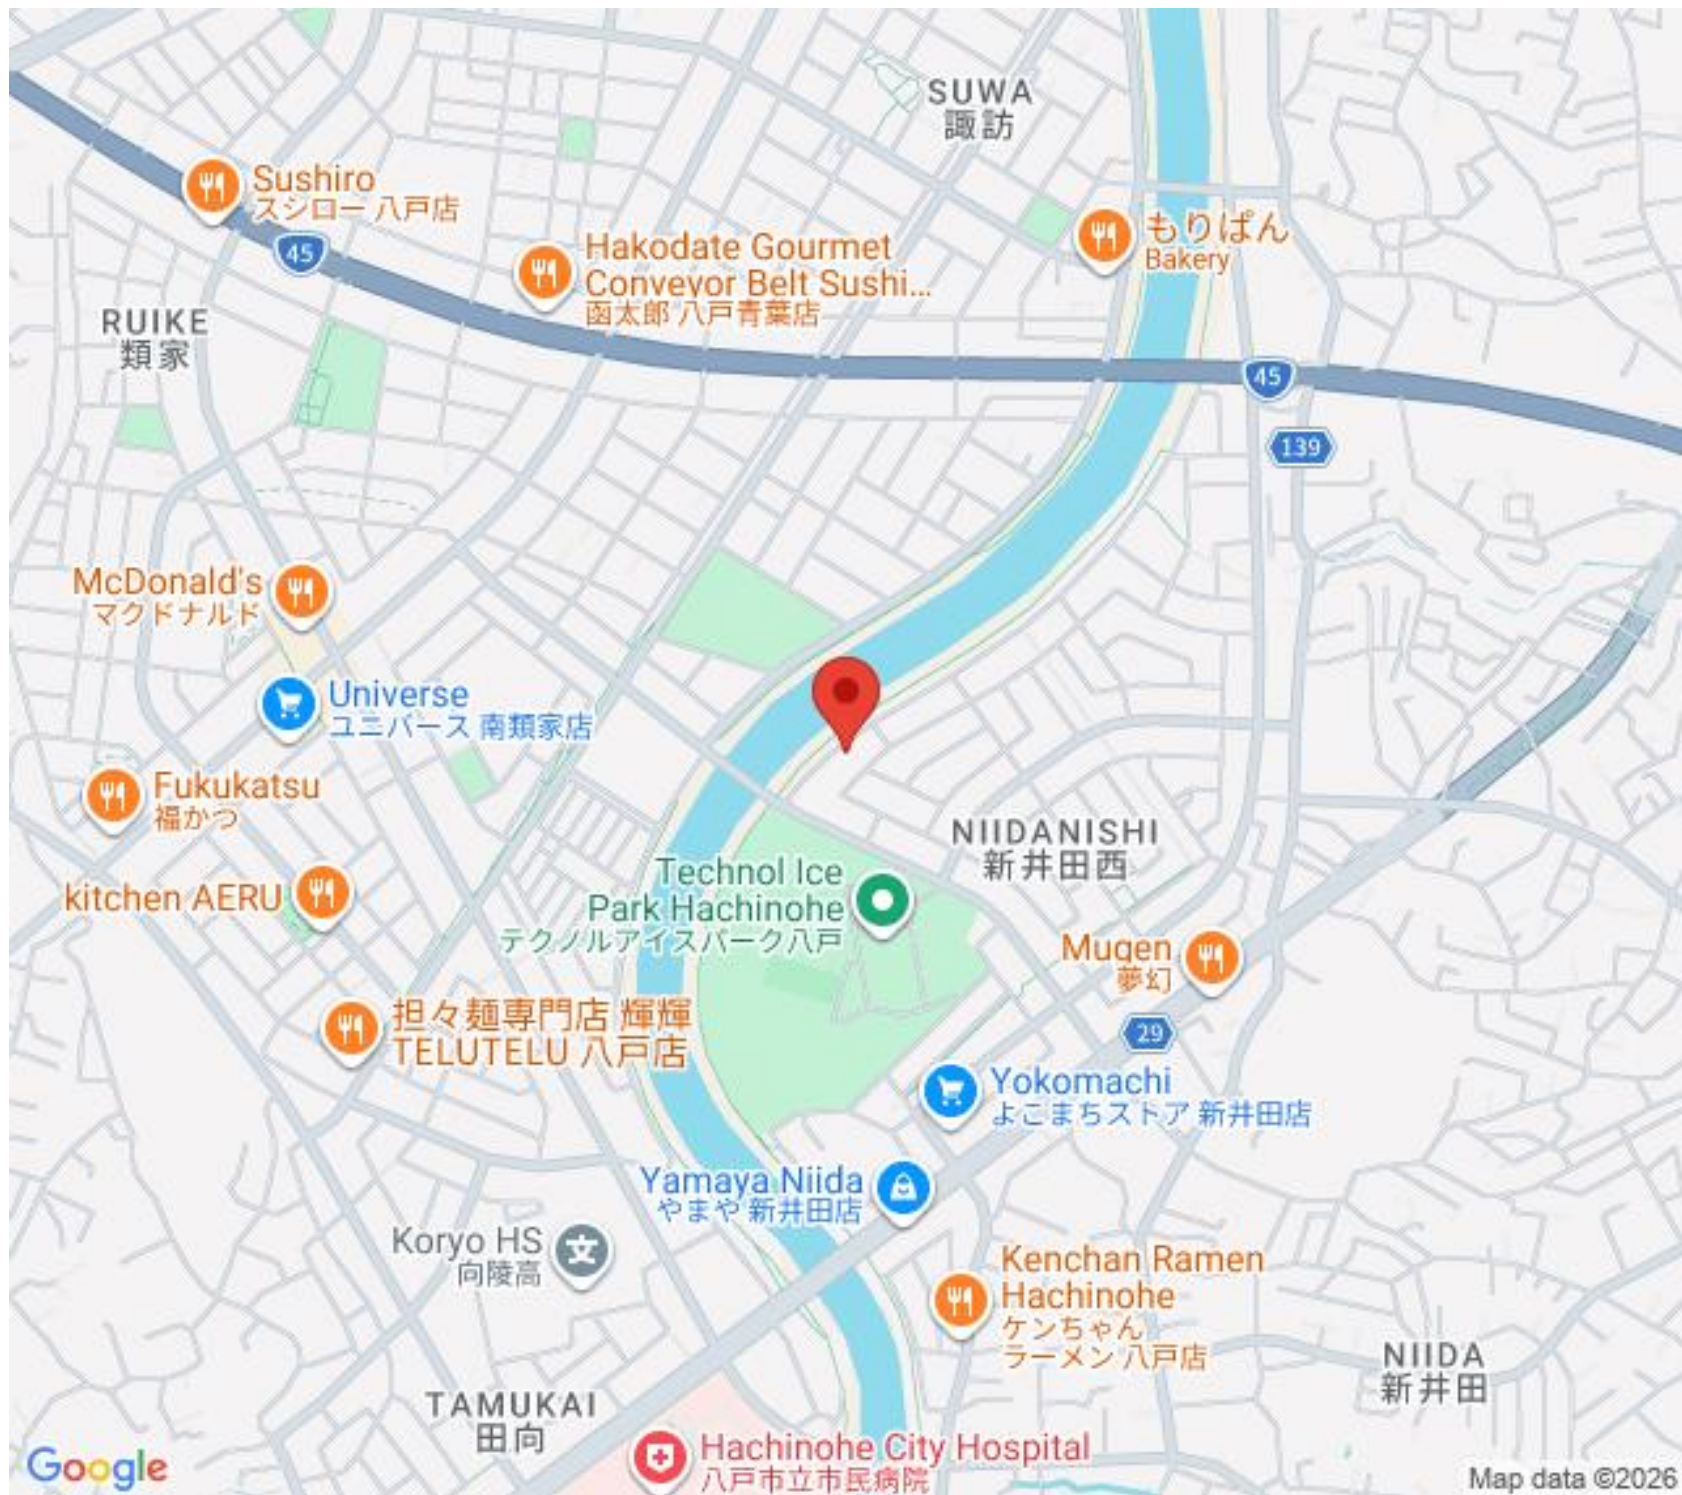 SUWA
諏訪
Sushiro
スシロー 八戸店
45
Hakodate Gourmet
Conveyor Belt Sushi...
函太郎 八戸青葉店
もりぱん
Bakery
RUIKE
類家
45
139
McDonald's
マクドナルド
Universe
ユニバース 南類家店
Fukukatsu
福かつ
NIIDANISHI
新井田西
Technol Ice
Park Hachinohe
テクノルアイスパーク八戸
kitchen AERU
Mugen
夢幻
担々麺専門店 輝輝
TELUTELU 八戸店
29
Yokomachi
よこまちストア 新井田店
Yamaya Niida
やまや 新井田店
Koryo HS
向陵高
文
Kenchan Ramen
Hachinohe
ケンちゃん
ラーメン 八戸店
NIIDA
新井田
TAMUKAI
田向
Hachinohe City Hospital
八戸市立市民病院
Google
Map data ©2026